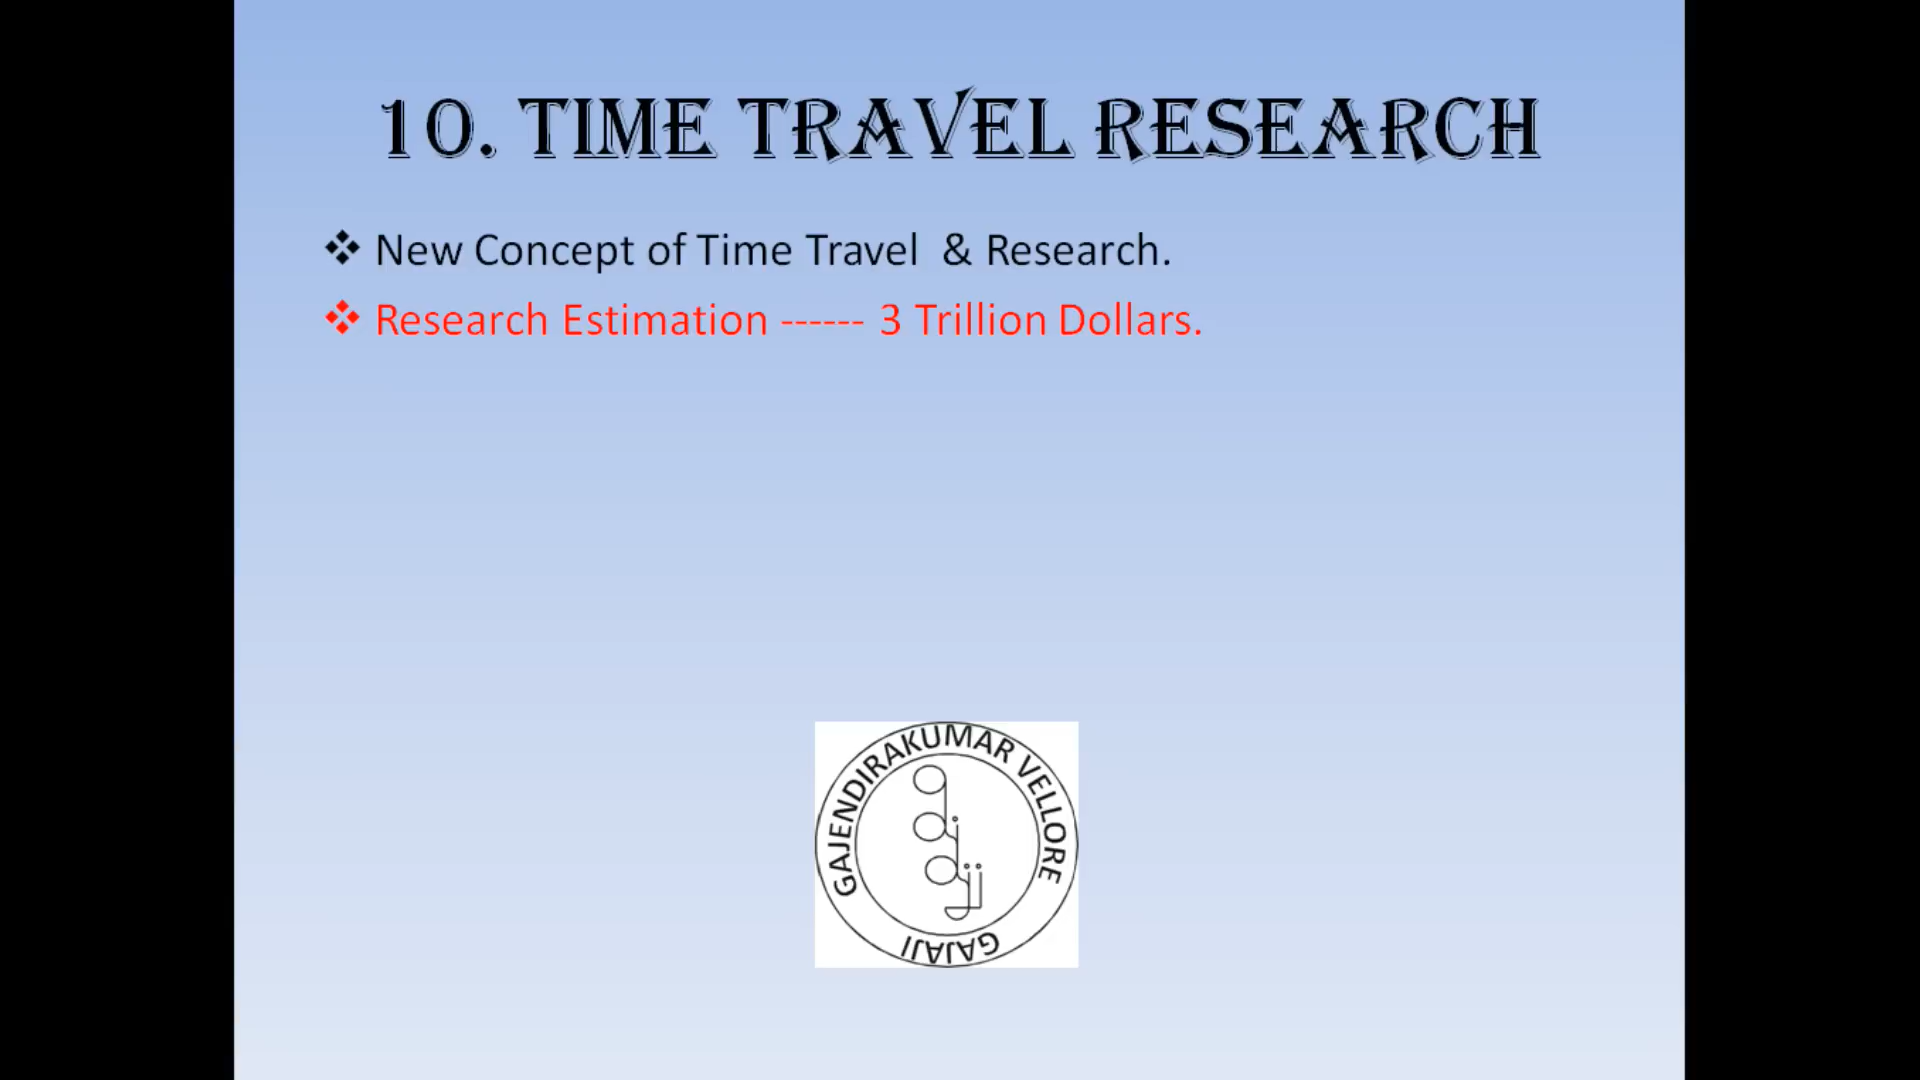 10. TIME TRAVEL RESEARCH
❖ New Concept of Time Travel & Research.
❖ Research Estimation ------ 3 Trillion Dollars.
GAJENDIRAKUMAR VELLORE
GAJAJI